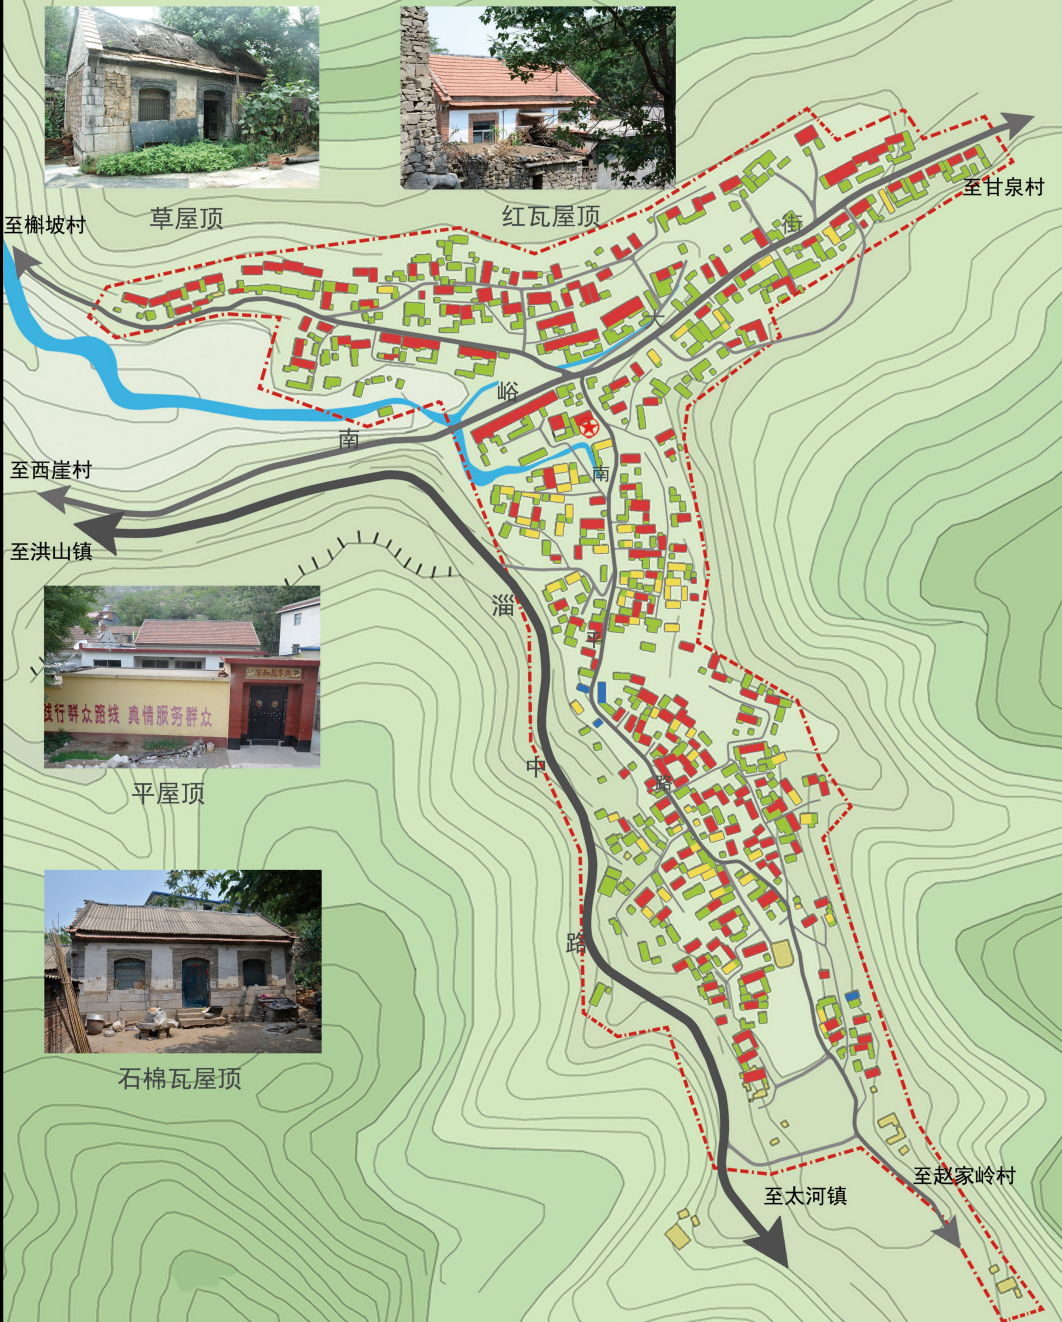 至槲坡村
草屋顶
红瓦屋顶
至甘泉村
街
大
峪
南
至西崖村
至洪山镇
南
平
路
淄
中
路
践行群众路线 真情服务群众
平屋顶
石棉瓦屋顶
至太河镇
至赵家岭村